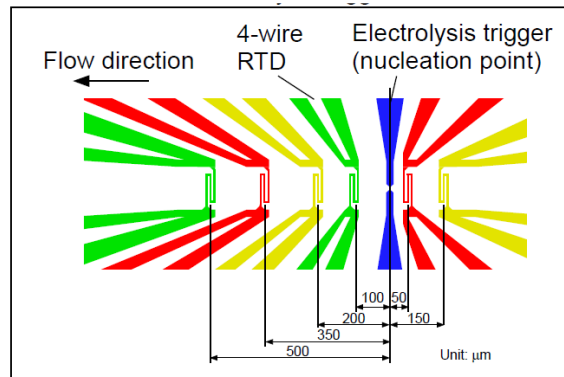 4-wire
RTD
Electrolysis trigger
(nucleation point)
Flow direction
100
50
200
150
350
500
Unit: μm